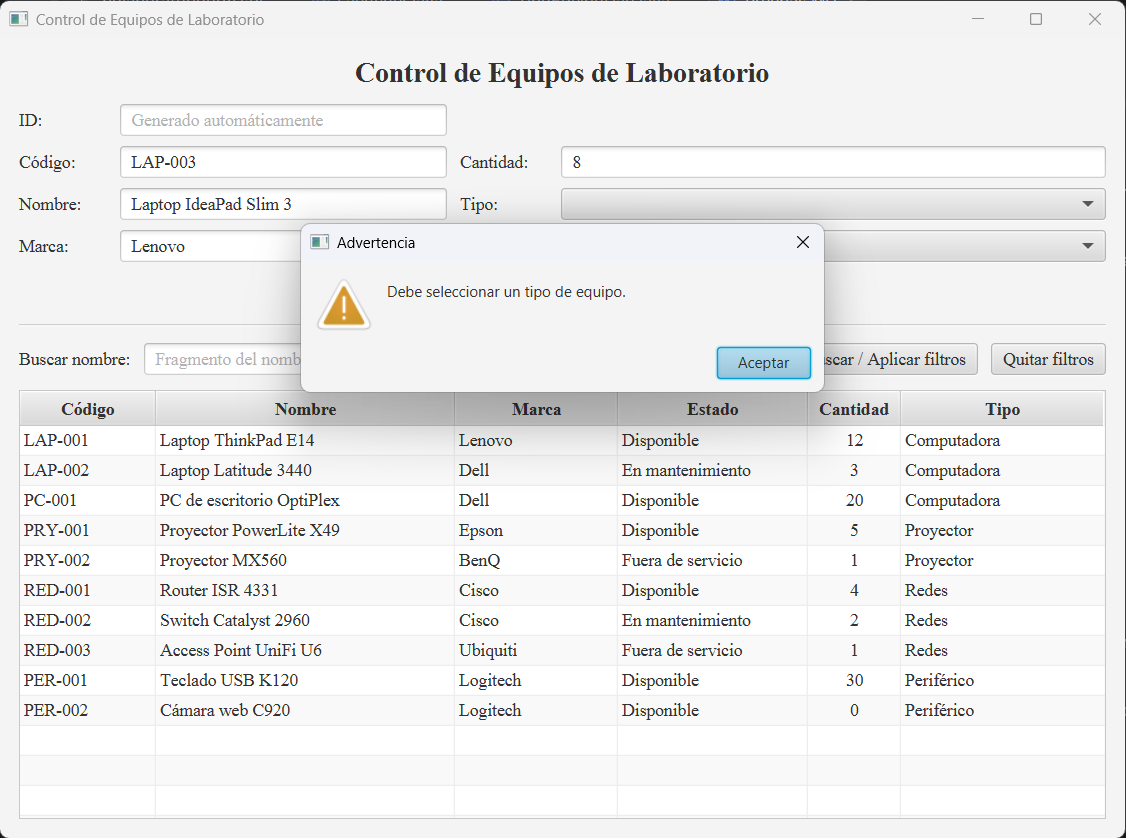 Control de Equipos de Laboratorio
Control de Equipos de Laboratorio
ID: Generado automáticamente
Código: LAP-003 Cantidad: 8
Nombre: Laptop IdeaPad Slim 3 Tipo:
Marca: Lenovo
Advertencia
Debe seleccionar un tipo de equipo.
Aceptar
Buscar nombre: Fragmento del / Aplicar filtros Quitar filtros
Código Nombre Marca Estado Cantidad Tipo
LAP-001 Laptop ThinkPad E14 Lenovo Disponible 12 Computadora
LAP-002 Laptop Latitude 3440 Dell En mantenimiento 3 Computadora
PC-001 PC de escritorio OptiPlex Dell Disponible 20 Computadora
PRY-001 Proyector PowerLite X49 Epson Disponible 5 Proyector
PRY-002 Proyector MX560 BenQ Fuera de servicio 1 Proyector
RED-001 Router ISR 4331 Cisco Disponible 4 Redes
RED-002 Switch Catalyst 2960 Cisco En mantenimiento 2 Redes
RED-003 Access Point UniFi U6 Ubiquiti Fuera de servicio 1 Redes
PER-001 Teclado USB K120 Logitech Disponible 30 Periférico
PER-002 Cámara web C920 Logitech Disponible 0 Periférico